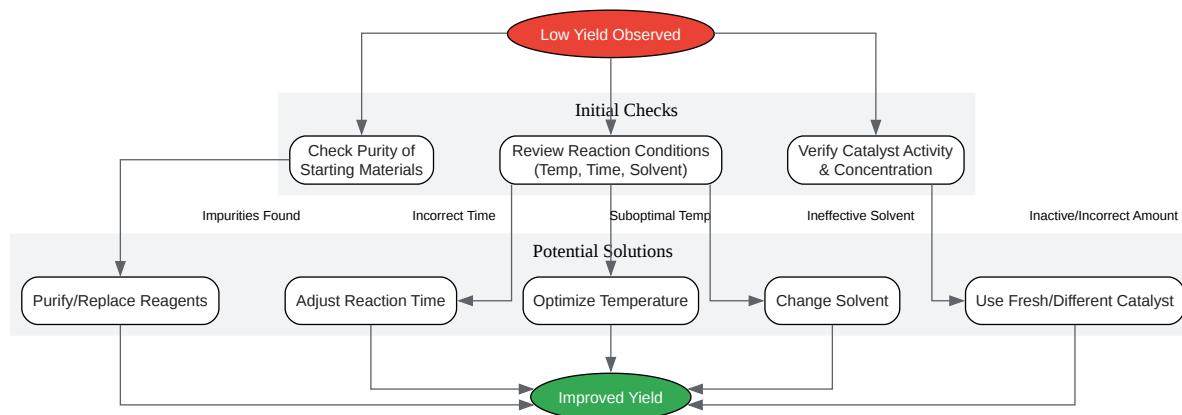 Low Yield Observed
Initial Checks
Check Purity of
Starting Materials
Review Reaction Conditions
(Temp, Time, Solvent)
Verify Catalyst Activity
& Concentration
Impurities Found
Incorrect Time
Suboptimal Temp
Ineffective Solvent
Inactive/Incorrect Amount
Potential Solutions
Purify/Replace Reagents
Adjust Reaction Time
Optimize Temperature
Change Solvent
Use Fresh/Different Catalyst
Improved Yield